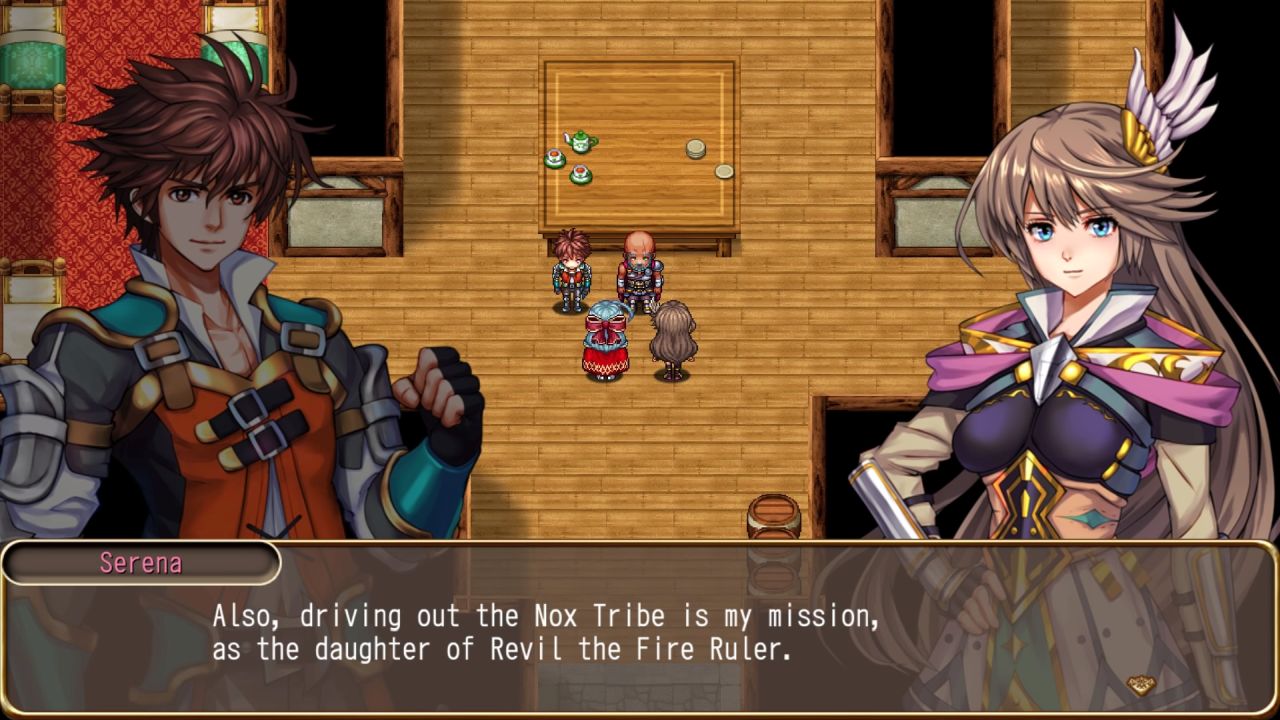 Serena
Also, driving out the Nox Tribe is my mission,
as the daughter of Revil the Fire Ruler.